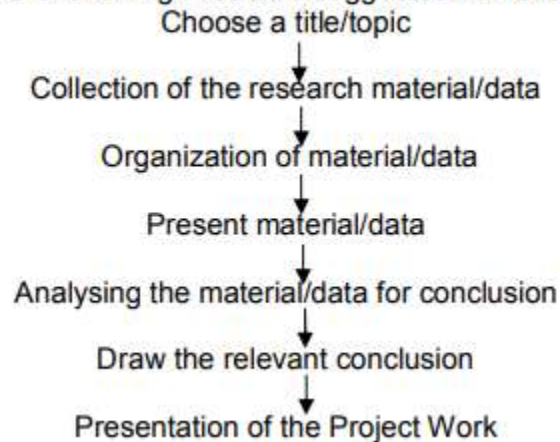 Choose a title/topic
Collection of the research material/data
Organization of material/data
Present material/data
Analysing the material/data for conclusion
Draw the relevant conclusion
Presentation of the Project Work